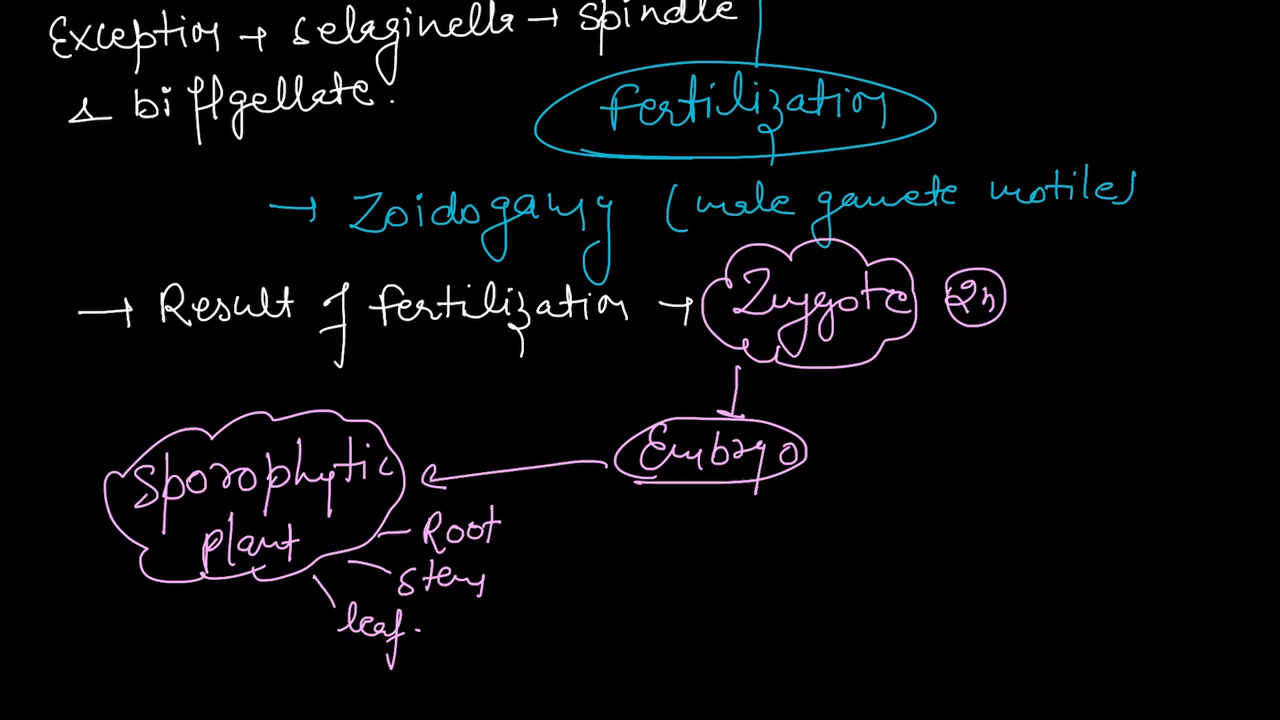 Exception → Selaginella → spindle
& biflgellate.
Fertilization
→ Zoidogamy (male gamete motile)
→ Result of fertilization → Zygote 2n
Embryo
Sporophytic
plant
Root
Stem
leaf.